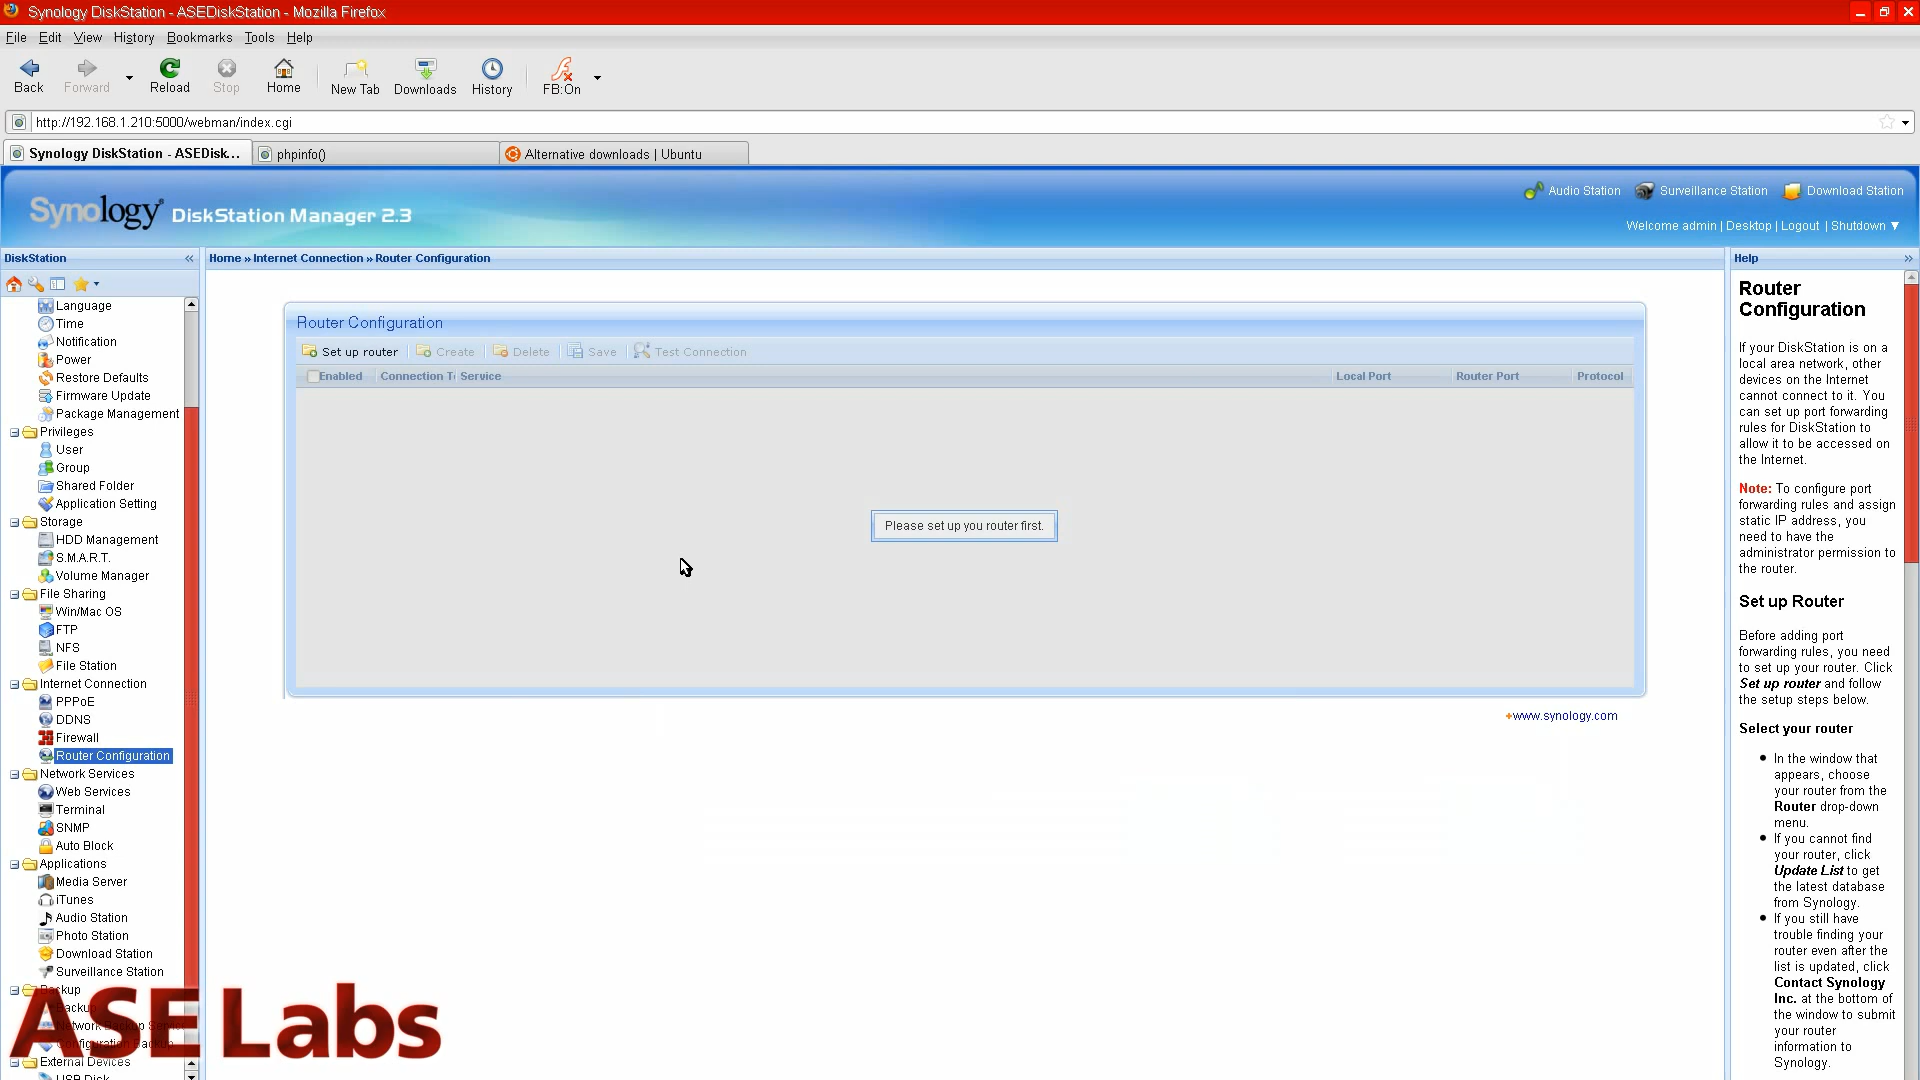 Synology DiskStation - ASEDiskStation - Mozilla Firefox
File Edit View History Bookmarks Tools Help
Back Forward Reload Stop Home New Tab Downloads History FB:On
http://192.168.1.210:5000/webman/index.cgi
Synology DiskStation - ASEDisk... phpinfo() Alternative downloads | Ubuntu
Synology DiskStation Manager 2.3
Audio Station Surveillance Station Download Station
Welcome admin | Desktop | Logout | Shutdown ▼
DiskStation «
Language
Time
Notification
Power
Restore Defaults
Firmware Update
Package Management
Privileges
User
Group
Shared Folder
Application Setting
Storage
HDD Management
S.M.A.R.T.
Volume Manager
File Sharing
Win/Mac OS
FTP
NFS
File Station
Internet Connection
PPPoE
DDNS
Firewall
Router Configuration
Network Services
Web Services
Terminal
SNMP
Auto Block
Applications
Media Server
iTunes
Audio Station
Photo Station
Download Station
Surveillance Station
Backup
Backup
Network Backup Service
Configuration Backup
External Devices
USB Disk
ASE Labs
Home » Internet Connection » Router Configuration
Router Configuration
Set up router Create Delete Save Test Connection
Enabled Connection T Service Local Port Router Port Protocol
Please set up you router first.
+www.synology.com
Help »
Router
Configuration
If your DiskStation is on a
local area network, other
devices on the Internet
cannot connect to it. You
can set up port forwarding
rules for DiskStation to
allow it to be accessed on
the Internet.
Note: To configure port
forwarding rules and assign
static IP address, you
need to have the
administrator permission to
the router.
Set up Router
Before adding port
forwarding rules, you need
to set up your router. Click
Set up router and follow
the setup steps below.
Select your router
• In the window that
appears, choose
your router from the
Router drop-down
menu.
• If you cannot find
your router, click
Update List to get
the latest database
from Synology.
• If you still have
trouble finding your
router even after the
list is updated, click
Contact Synology
Inc. at the bottom of
the window to submit
your router
information to
Synology.